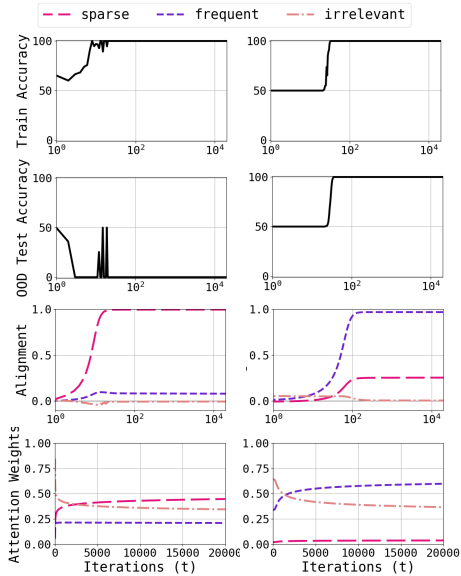 sparse frequent irrelevant
Train Accuracy
100
50
0
10^0 10^2 10^4
100
50
0
10^0 10^2 10^4
OOD Test Accuracy
100
50
0
10^0 10^2 10^4
100
50
0
10^0 10^2 10^4
Alignment
1.0
0.5
0.0
10^0 10^2 10^4
1.0
0.5
0.0
10^0 10^2 10^4
Attention Weights
1.00
0.75
0.50
0.25
0.00
0 5000 10000 15000 20000
Iterations (t)
1.00
0.75
0.50
0.25
0.00
0 5000 10000 15000 20000
Iterations (t)